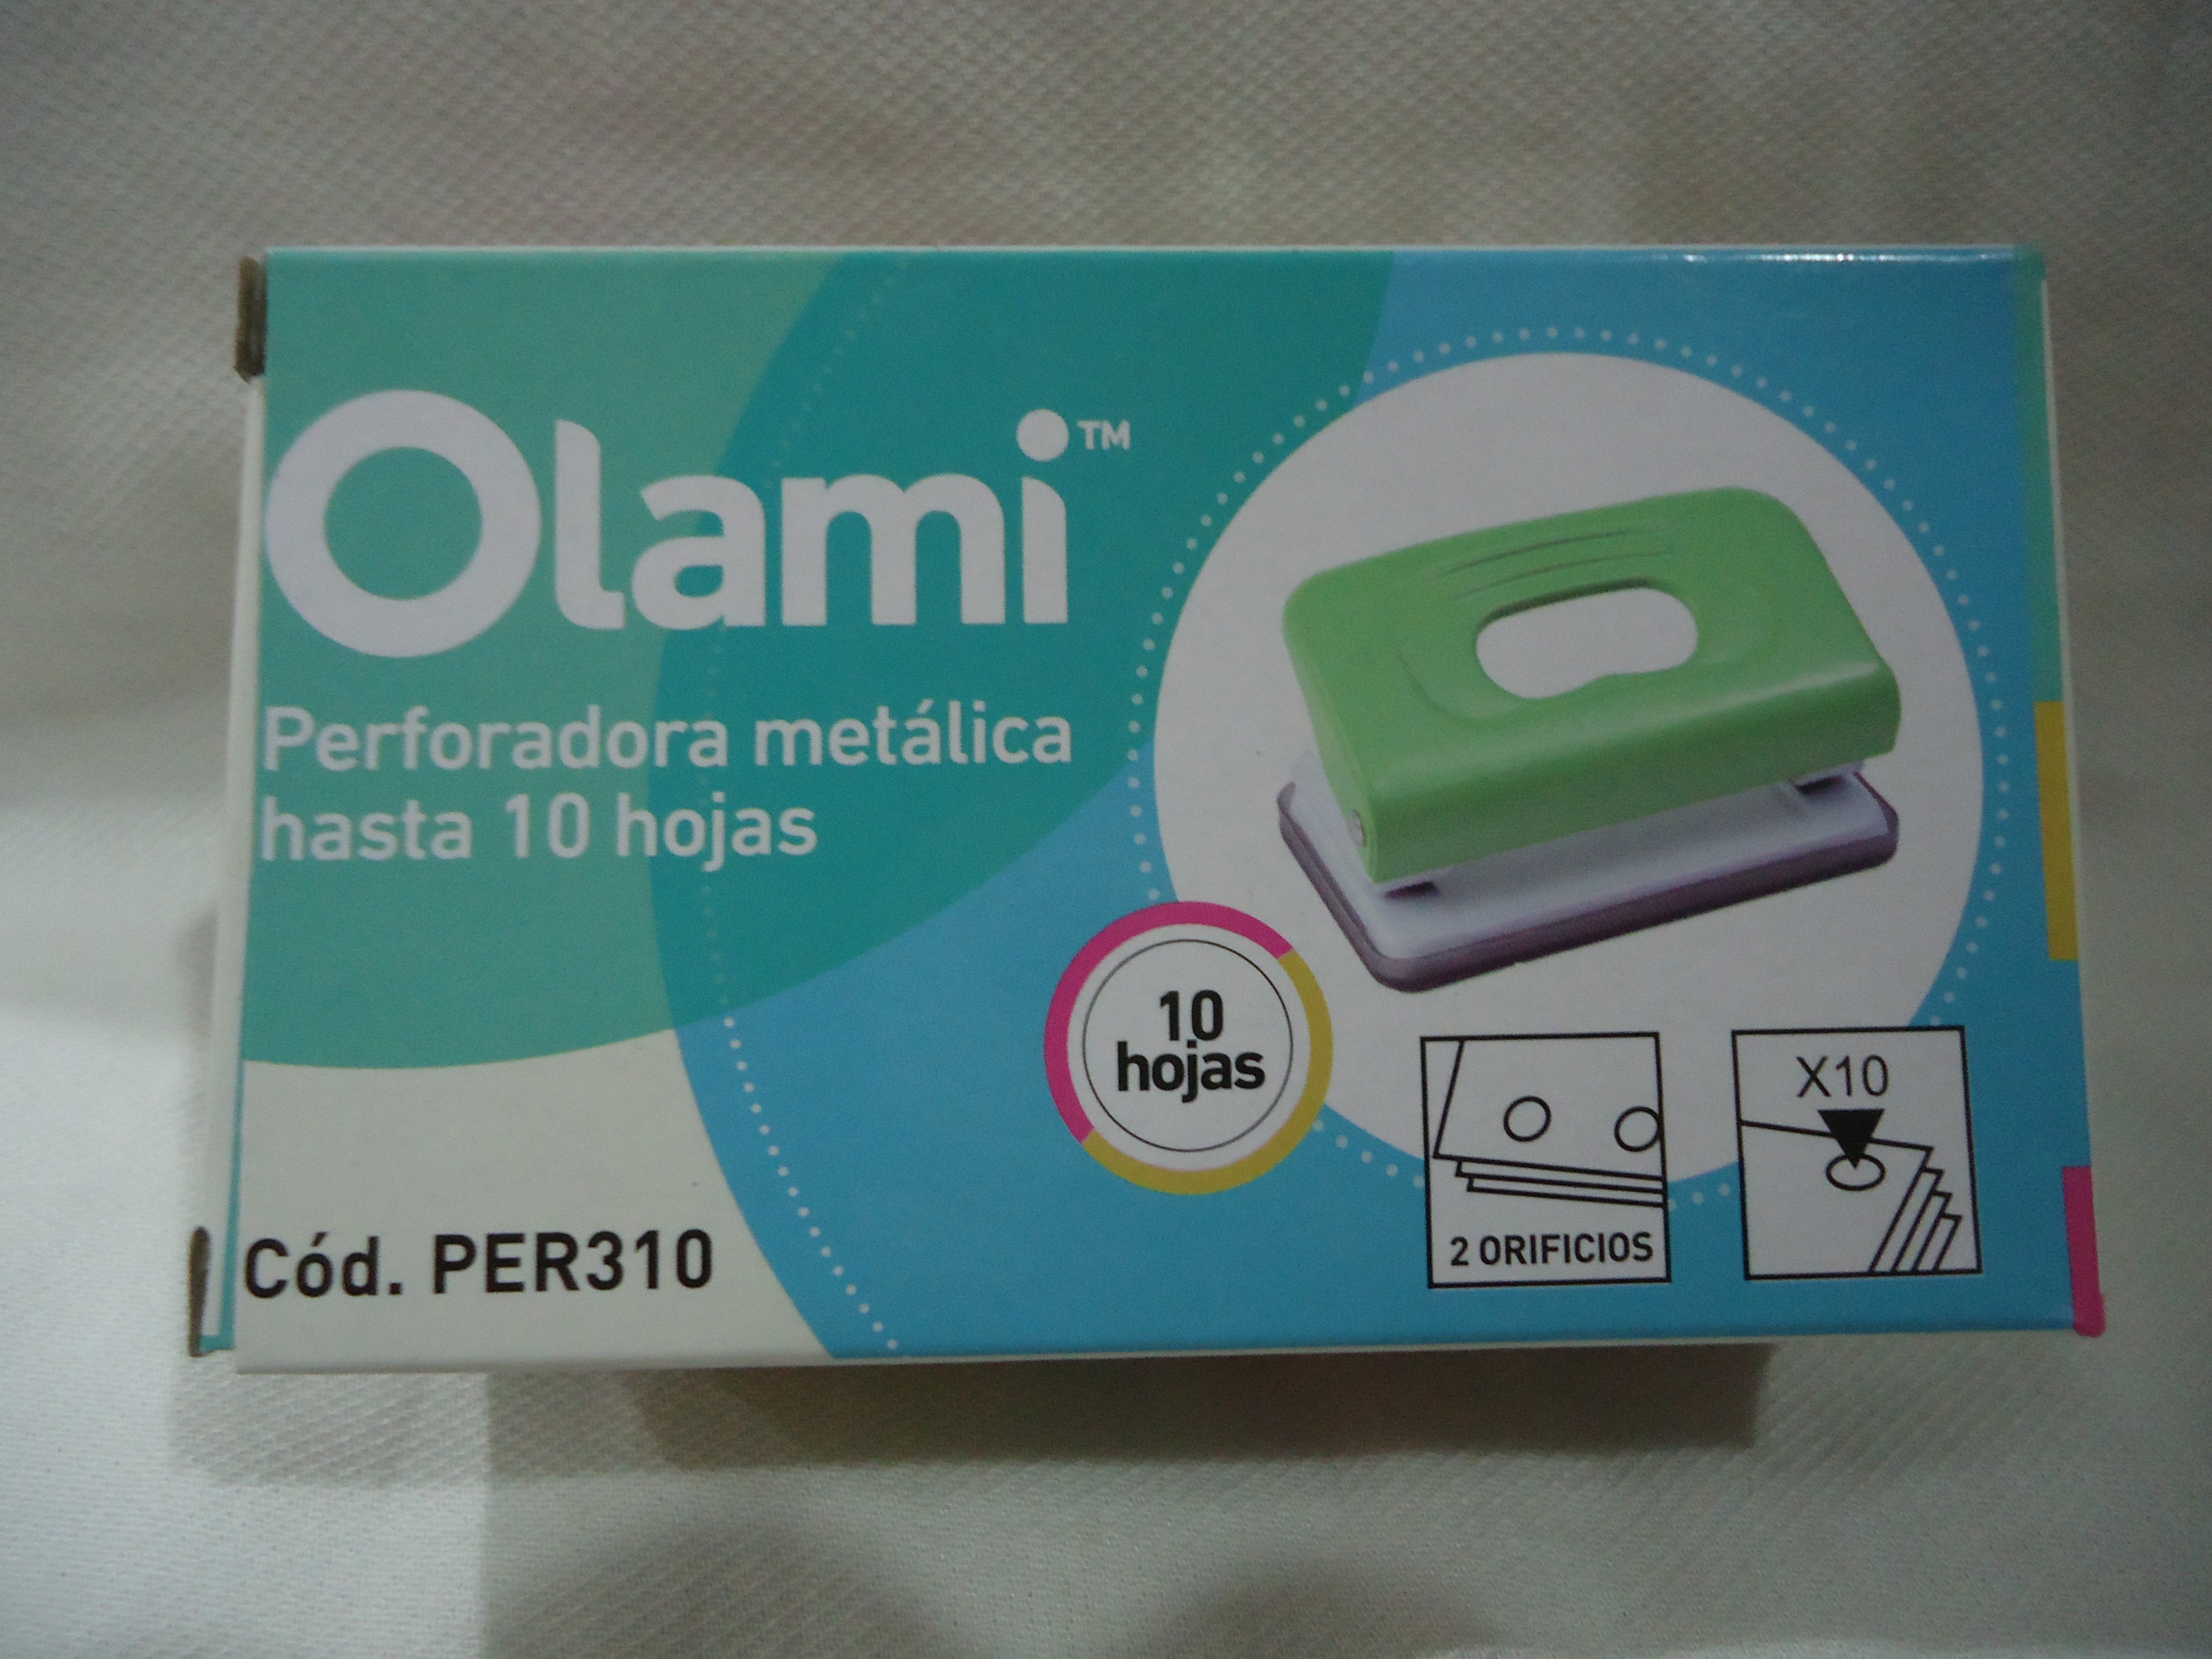 Olami™
Perforadora metálica
hasta 10 hojas
10
hojas
X10
2 ORIFICIOS
Cód. PER310